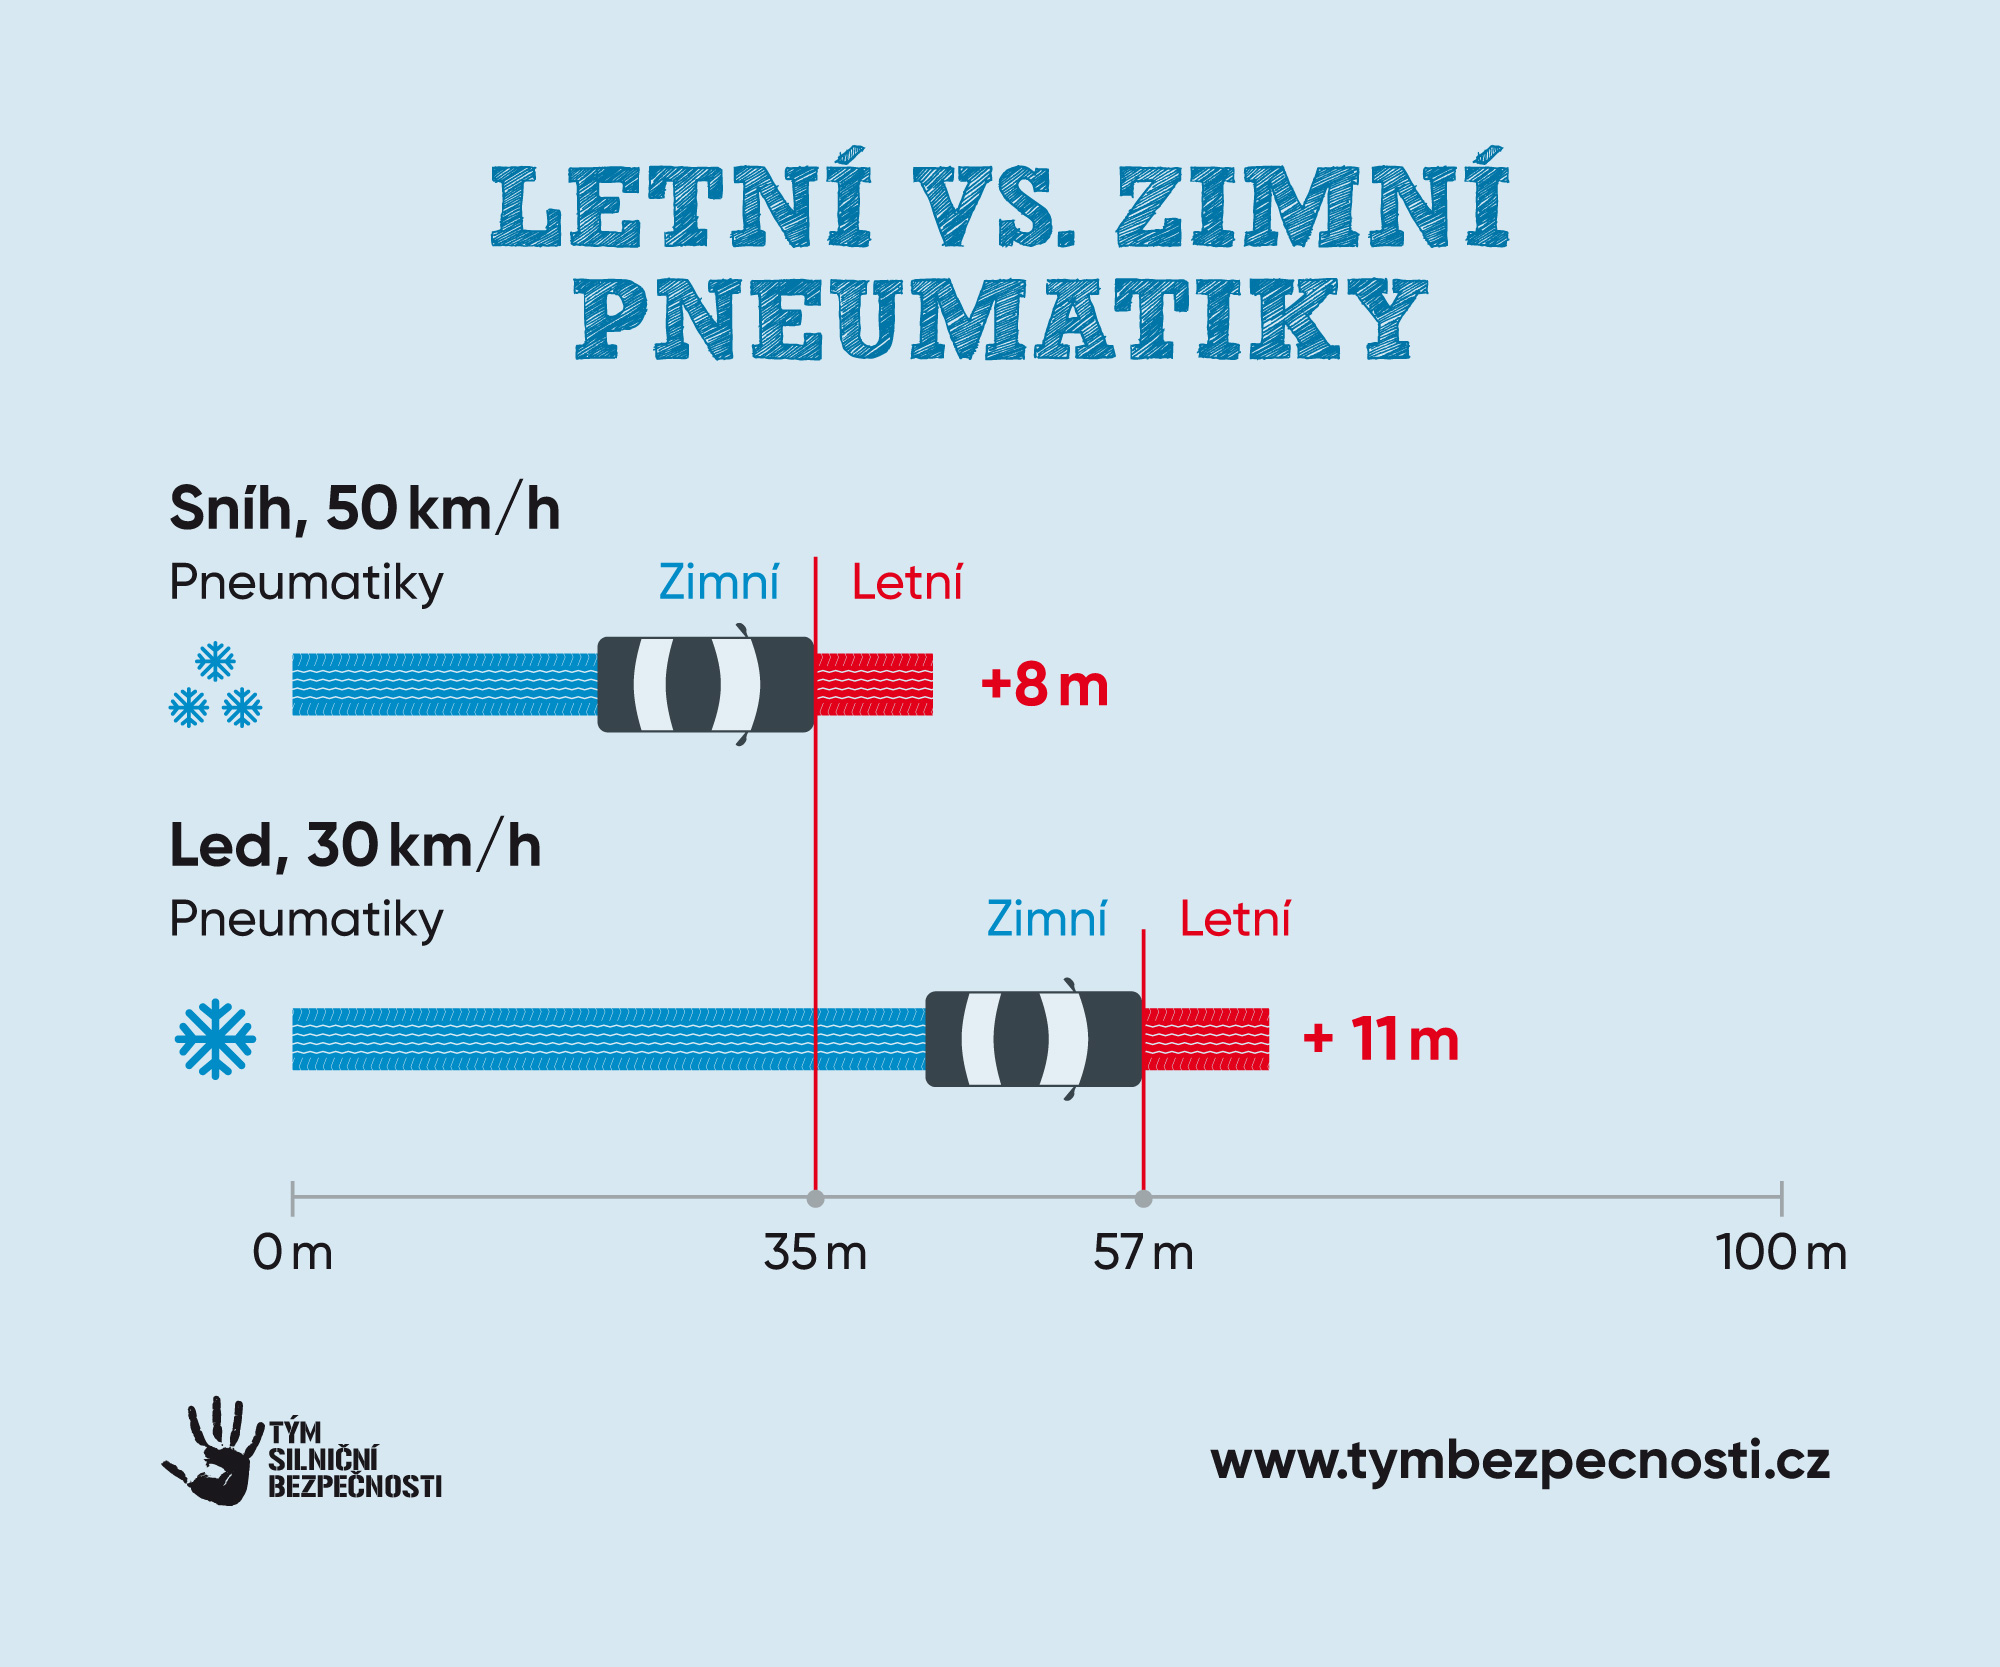 LETNÍ VS. ZIMNÍ
PNEUMATIKY
Sníh, 50 km/h
Pneumatiky Zimní Letní
+8 m
Led, 30 km/h
Pneumatiky Zimní Letní
+ 11 m
0 m 35 m 57 m 100 m
TÝM
SILNIČNÍ
BEZPEČNOSTI
www.tymbezpecnosti.cz